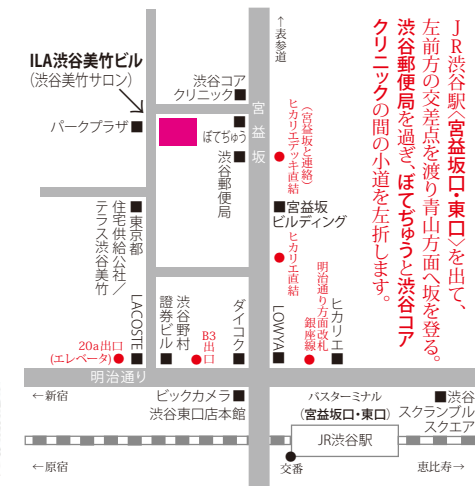 JR渋谷駅〈宮益坂口・東口〉を出て、
左前方の交差点を渡り青山方面へ坂を登る。
渋谷郵便局を過ぎ、ぼてぢゅうと渋谷コア
クリニックの間の小道を左折します。
ILA渋谷美竹ビル
(渋谷美竹サロン)
パークプラザ■
渋谷コア
クリニック■
ぼてぢゅう
渋谷郵便局
宮益坂
↑表参道
(宮益坂と連絡)
ヒカリエデッキ直結
■宮益坂
ビルディング
ヒカリエ直結
■東京都
住宅供給公社/
テラス渋谷美竹
LACOSTE
20a出口
(エレベータ)
渋谷野村
證券ビル
B3
出口
ダイコク
LOWYA
明治通り方面改札
銀座線
ヒカリエ
明治通り
←新宿
ビックカメラ■
渋谷東口店本館
バスターミナル
(宮益坂口・東口)
■渋谷
スクランブル
スクエア
JR渋谷駅
←原宿
交番
恵比寿→